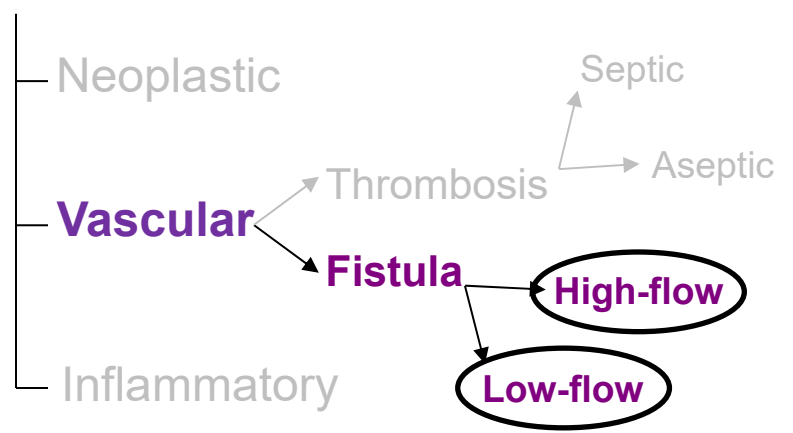 Neoplastic
Septic
Thrombosis
Aseptic
Vascular
Fistula
High-flow
Low-flow
Inflammatory